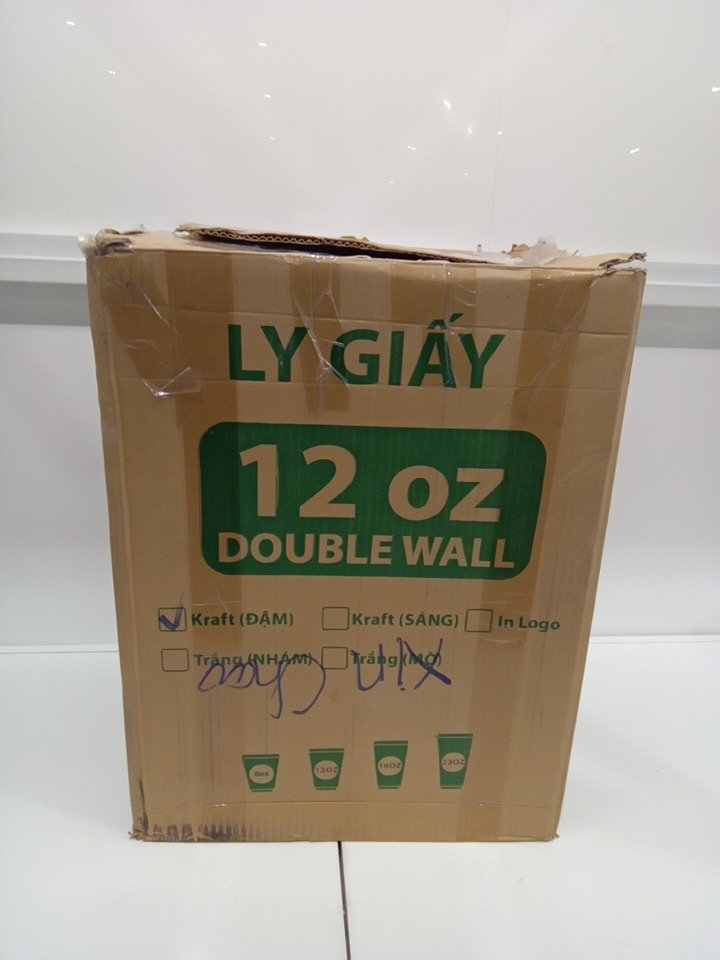 LY GIẤY
12 OZ
DOUBLE WALL
Kraft (ĐẬM) Kraft (SÁNG) In Logo
Trắng (NHÁM) Trắng (MỜ)
Xin Chao
8oz 12OZ 16OZ 22OZ